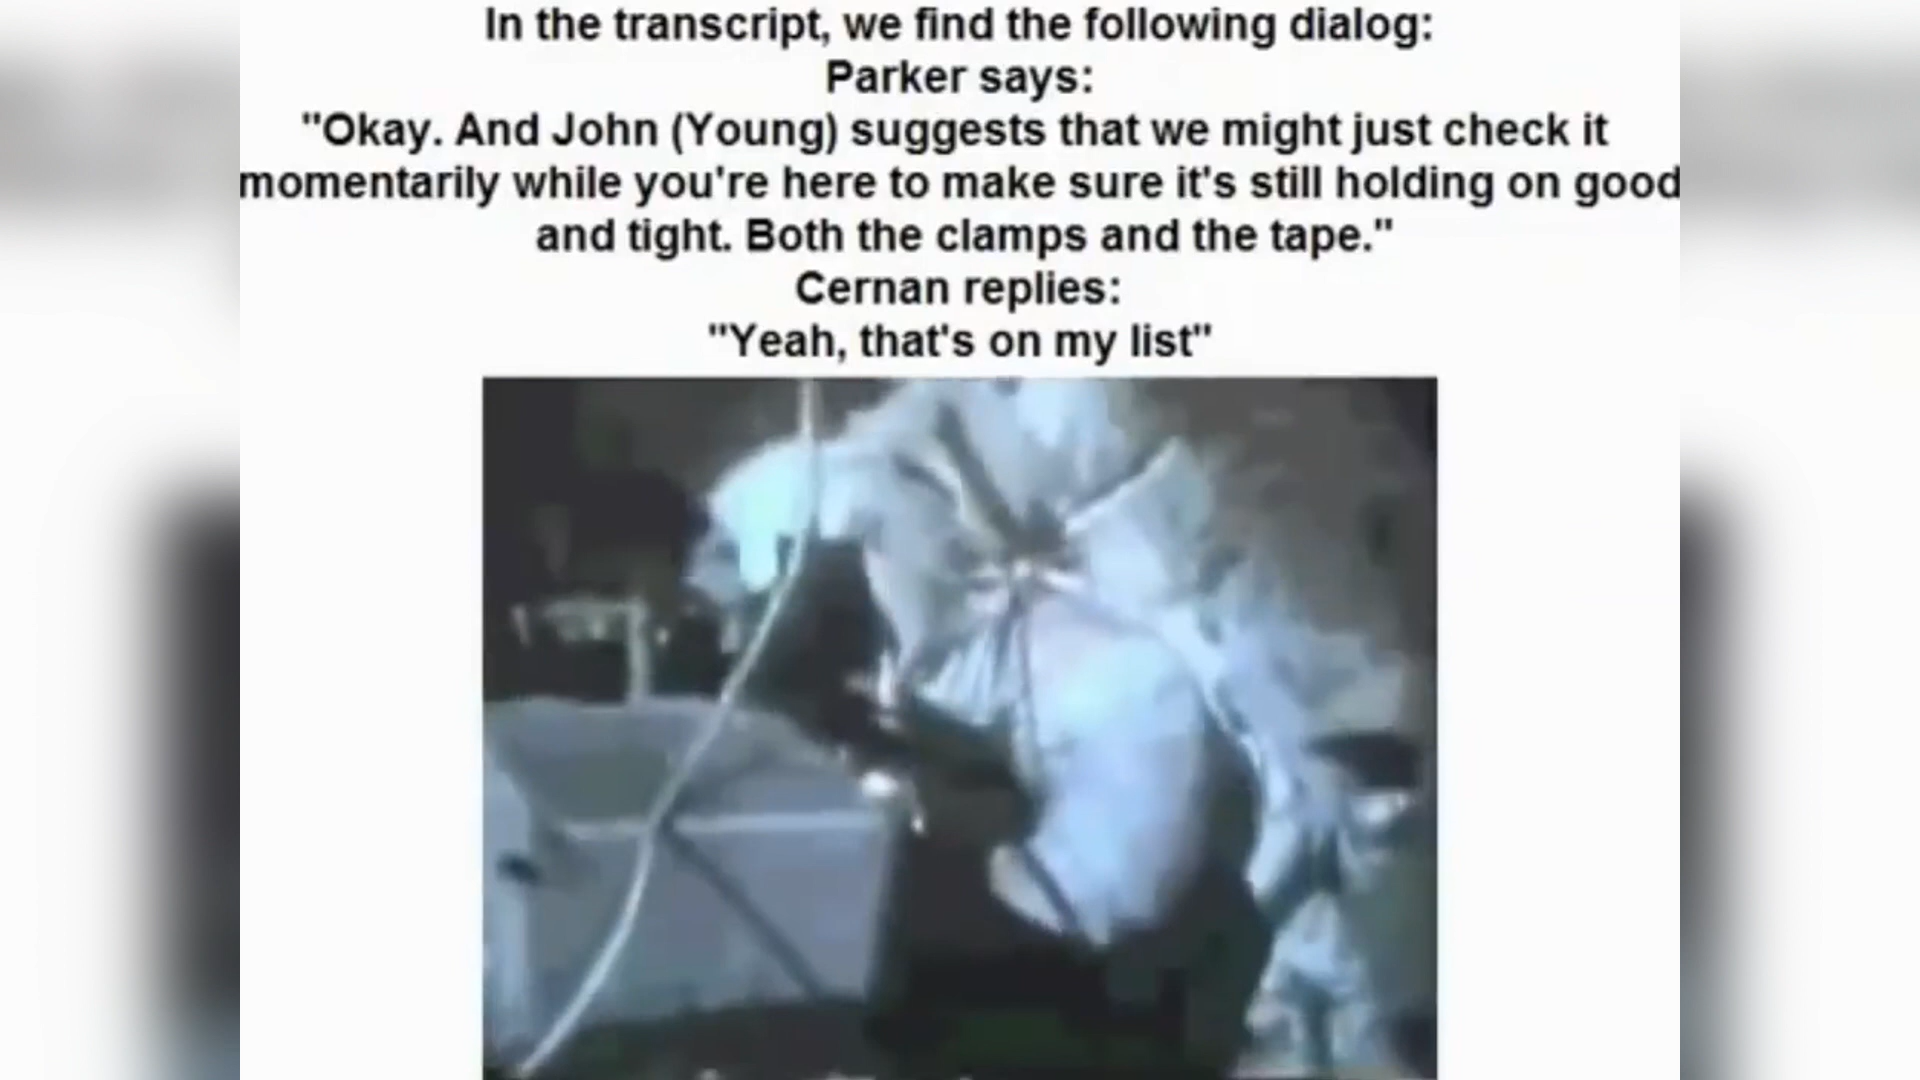 In the transcript, we find the following dialog:
Parker says:
"Okay. And John (Young) suggests that we might just check it
momentarily while you're here to make sure it's still holding on good
and tight. Both the clamps and the tape."
Cernan replies:
"Yeah, that's on my list"